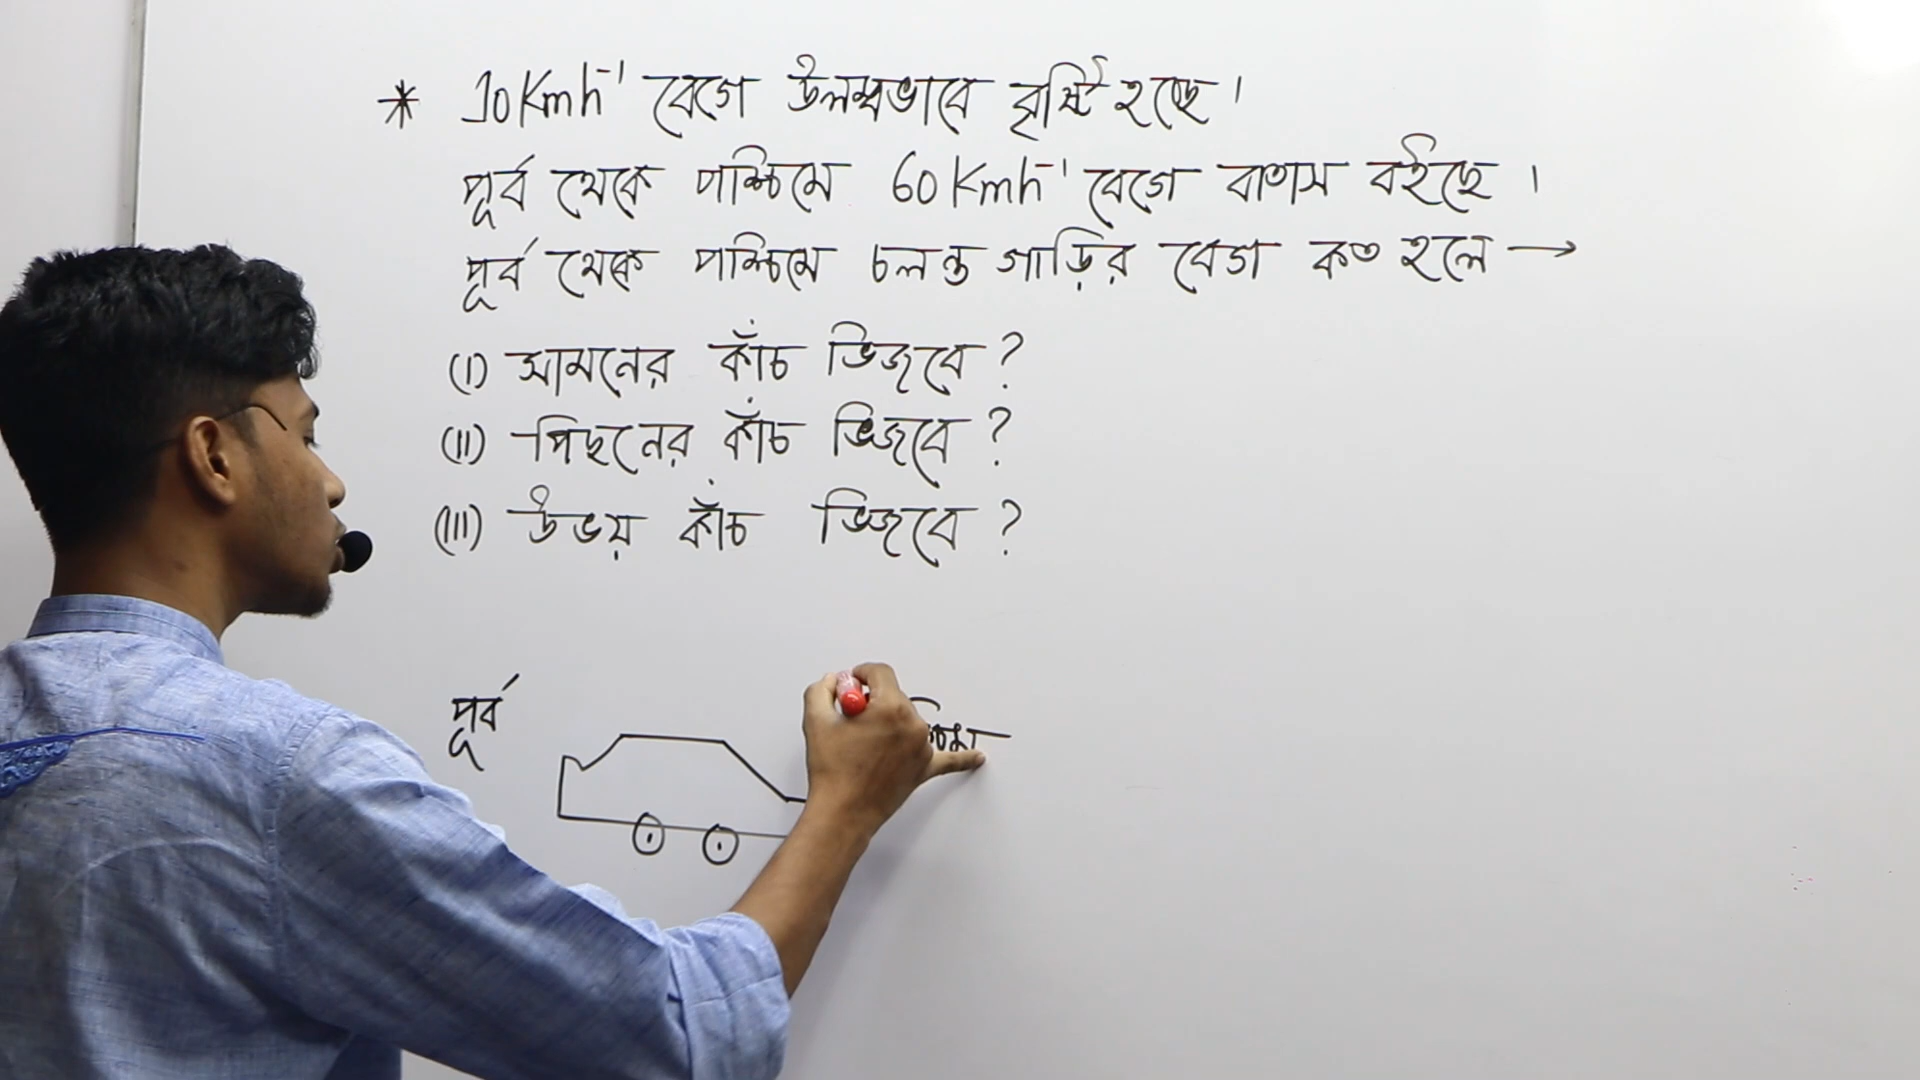 * 10 Kmh⁻¹ বেগে উলম্বভাবে বৃষ্টি হচ্ছে।
পূর্ব থেকে পশ্চিমে 60 Kmh⁻¹ বেগে বাতাস বইছে।
পূর্ব থেকে পশ্চিমে চলন্ত গাড়ির বেগ কত হলে →
(I) সামনের কাঁচ ভিজবে ?
(II) পিছনের কাঁচ ভিজবে ?
(III) উভয় কাঁচ ভিজবে ?
পূর্ব